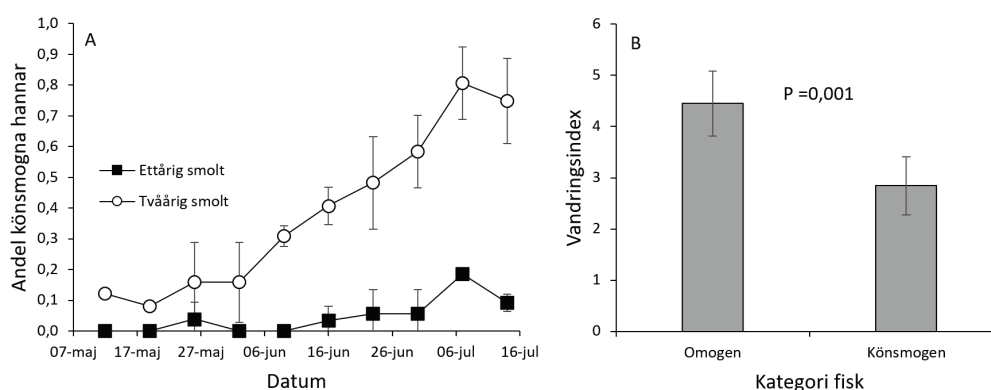 A
1,0
0,9
0,8
0,7
0,6
0,5
0,4
0,3
0,2
0,1
0,0
Andel könsmogna hannar
Ettårig smolt
Tvåårig smolt
07-maj 17-maj 27-maj 06-jun 16-jun 26-jun 06-jul 16-jul
Datum
B
6
5
4
3
2
1
0
Vandringsindex
P =0,001
Omogen Könsmogen
Kategori fisk